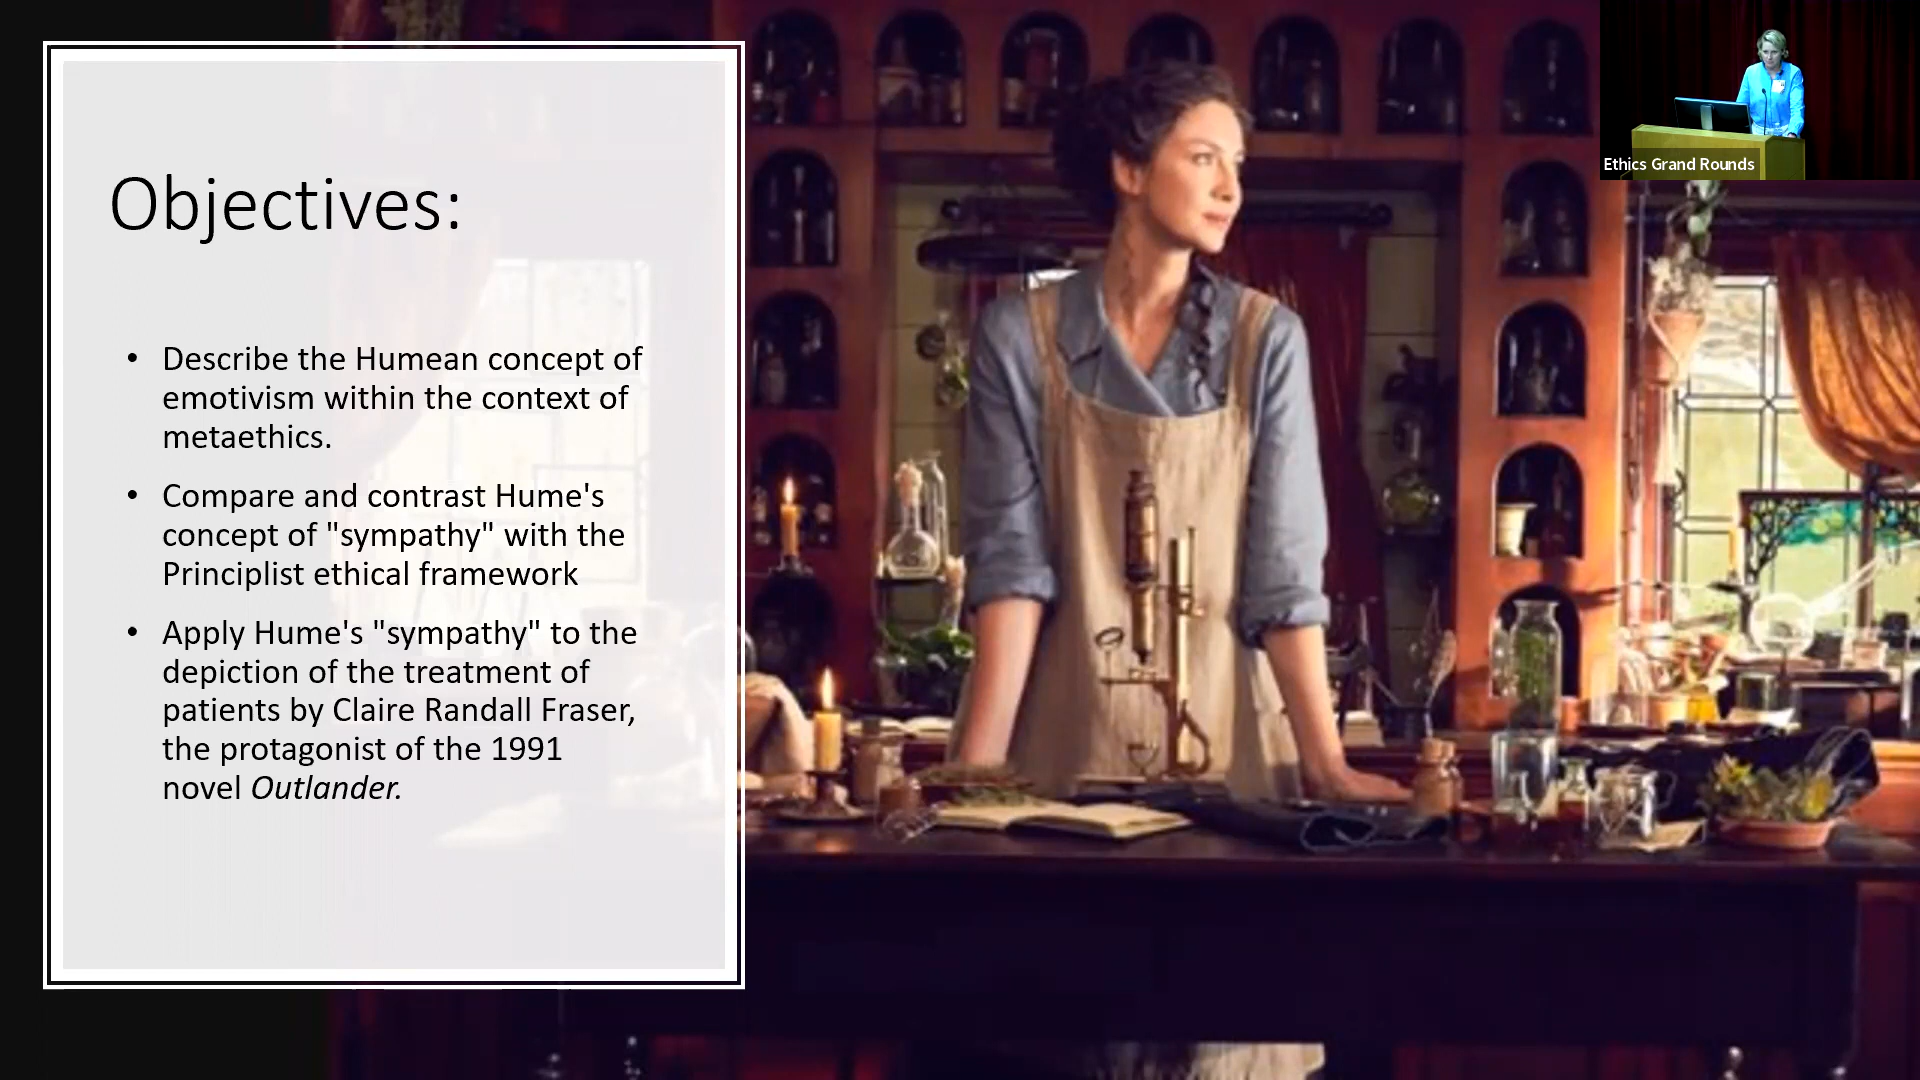 Objectives:
• Describe the Humean concept of
emotivism within the context of
metaethics.
• Compare and contrast Hume's
concept of "sympathy" with the
Principlist ethical framework
• Apply Hume's "sympathy" to the
depiction of the treatment of
patients by Claire Randall Fraser,
the protagonist of the 1991
novel Outlander.
Ethics Grand Rounds